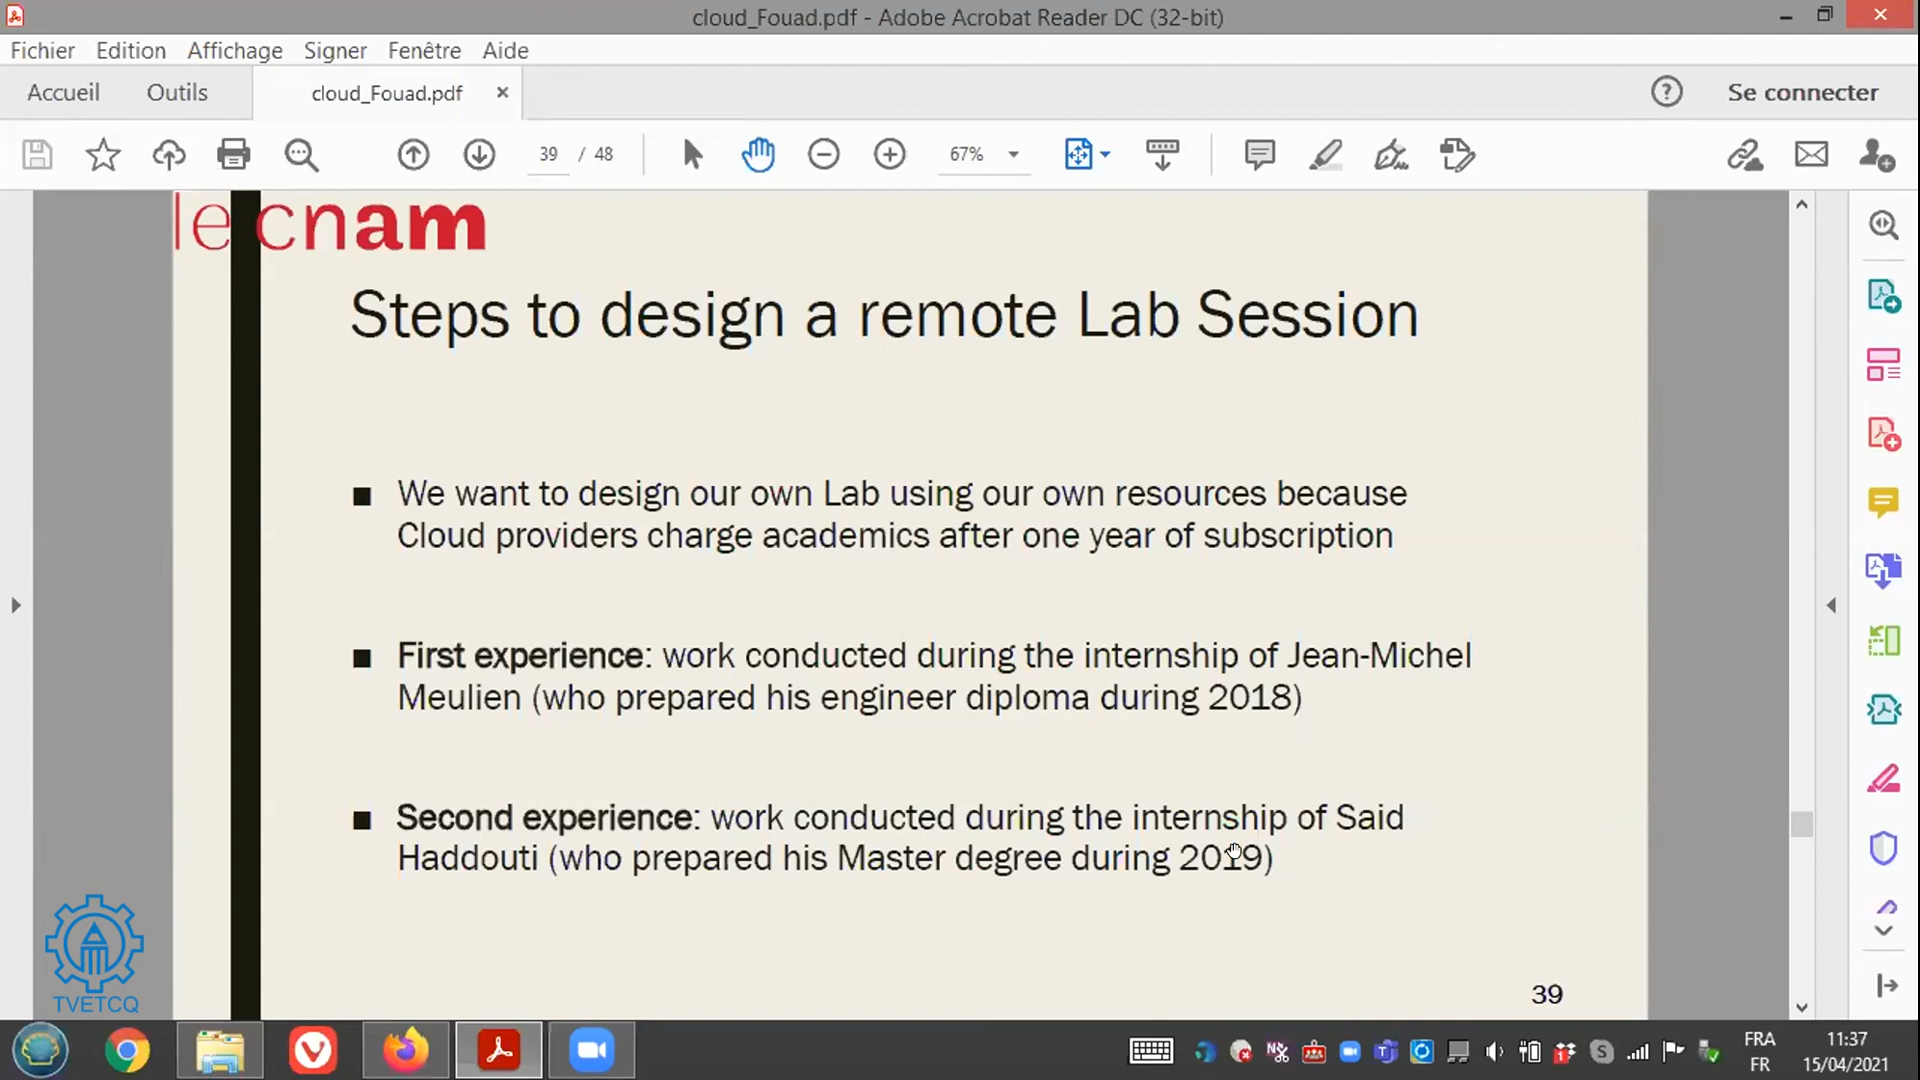 cloud_Fouad.pdf - Adobe Acrobat Reader DC (32-bit)
Fichier Edition Affichage Signer Fenêtre Aide
Accueil Outils cloud_Fouad.pdf Se connecter
39 / 48 67%
le cnam
Steps to design a remote Lab Session
We want to design our own Lab using our own resources because
Cloud providers charge academics after one year of subscription
First experience: work conducted during the internship of Jean-Michel
Meulien (who prepared his engineer diploma during 2018)
Second experience: work conducted during the internship of Said
Haddouti (who prepared his Master degree during 2019)
TVETCQ
39
FRA 11:37
FR 15/04/2021